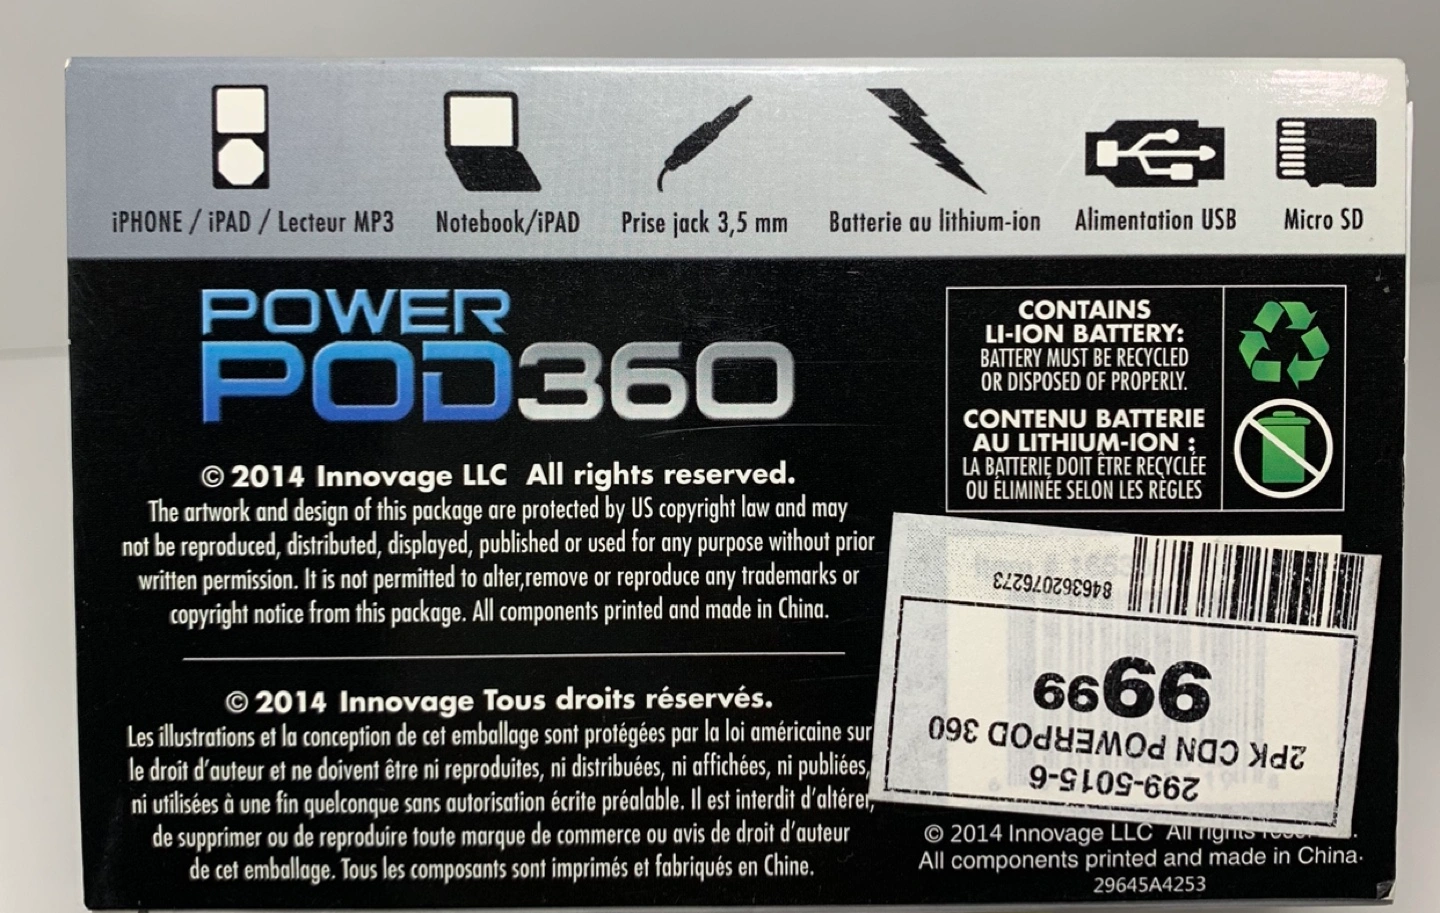 iPHONE / iPAD / Lecteur MP3
Notebook/iPAD
Prise jack 3,5 mm
Batterie au lithium-ion
Alimentation USB
Micro SD
POWER
POD360
© 2014 Innovage LLC All rights reserved.
The artwork and design of this package are protected by US copyright law and may
not be reproduced, distributed, displayed, published or used for any purpose without prior
written permission. It is not permitted to alter,remove or reproduce any trademarks or
copyright notice from this package. All components printed and made in China.
© 2014 Innovage Tous droits réservés.
Les illustrations et la conception de cet emballage sont protégées par la loi américaine sur
le droit d'auteur et ne doivent être ni reproduites, ni distribuées, ni affichées, ni publiées,
ni utilisées à une fin quelconque sans autorisation écrite préalable. Il est interdit d'altérer,
de supprimer ou de reproduire toute marque de commerce ou avis de droit d'auteur
de cet emballage. Tous les composants sont imprimés et fabriqués en Chine.
CONTAINS
LI-ION BATTERY:
BATTERY MUST BE RECYCLED
OR DISPOSED OF PROPERLY.
CONTENU BATTERIE
AU LITHIUM-ION :
LA BATTERIE DOIT ÊTRE RECYCLÉE
OU ÉLIMINÉE SELON LES RÈGLES
299-5015-6
2PK CDN POWERPOD 360
99 99
846362076273
© 2014 Innovage LLC All rights
All components printed and made in China.
29645A4253